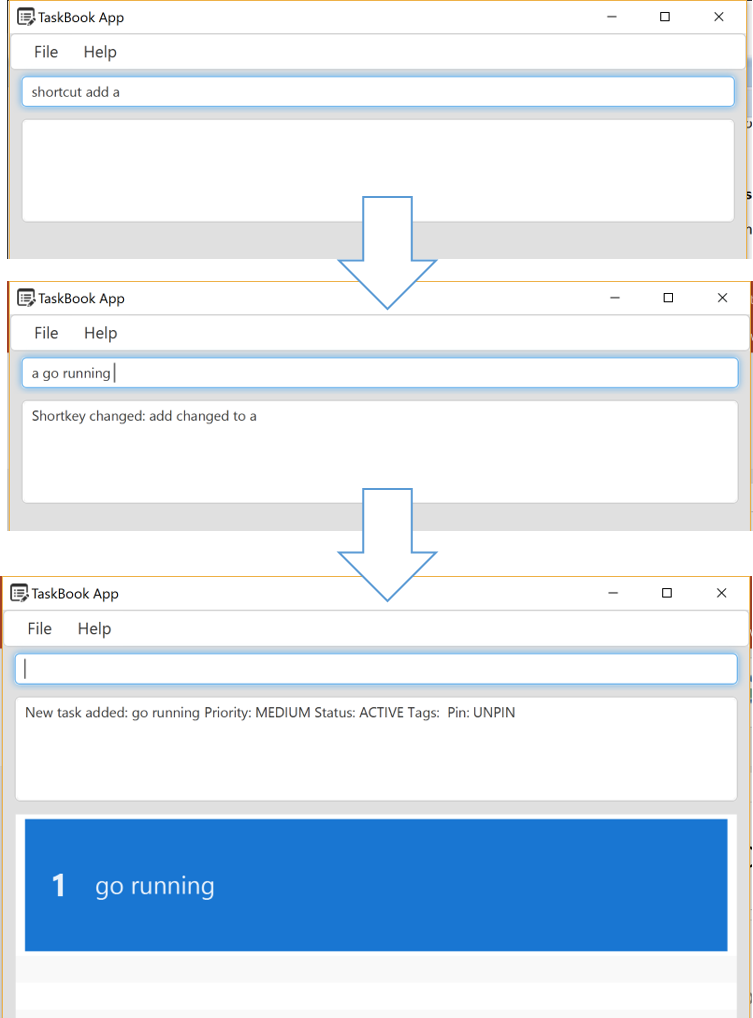 TaskBook App
File Help
shortcut add a
TaskBook App
File Help
a go running
Shortkey changed: add changed to a
TaskBook App
File Help
New task added: go running Priority: MEDIUM Status: ACTIVE Tags:  Pin: UNPIN
1 go running